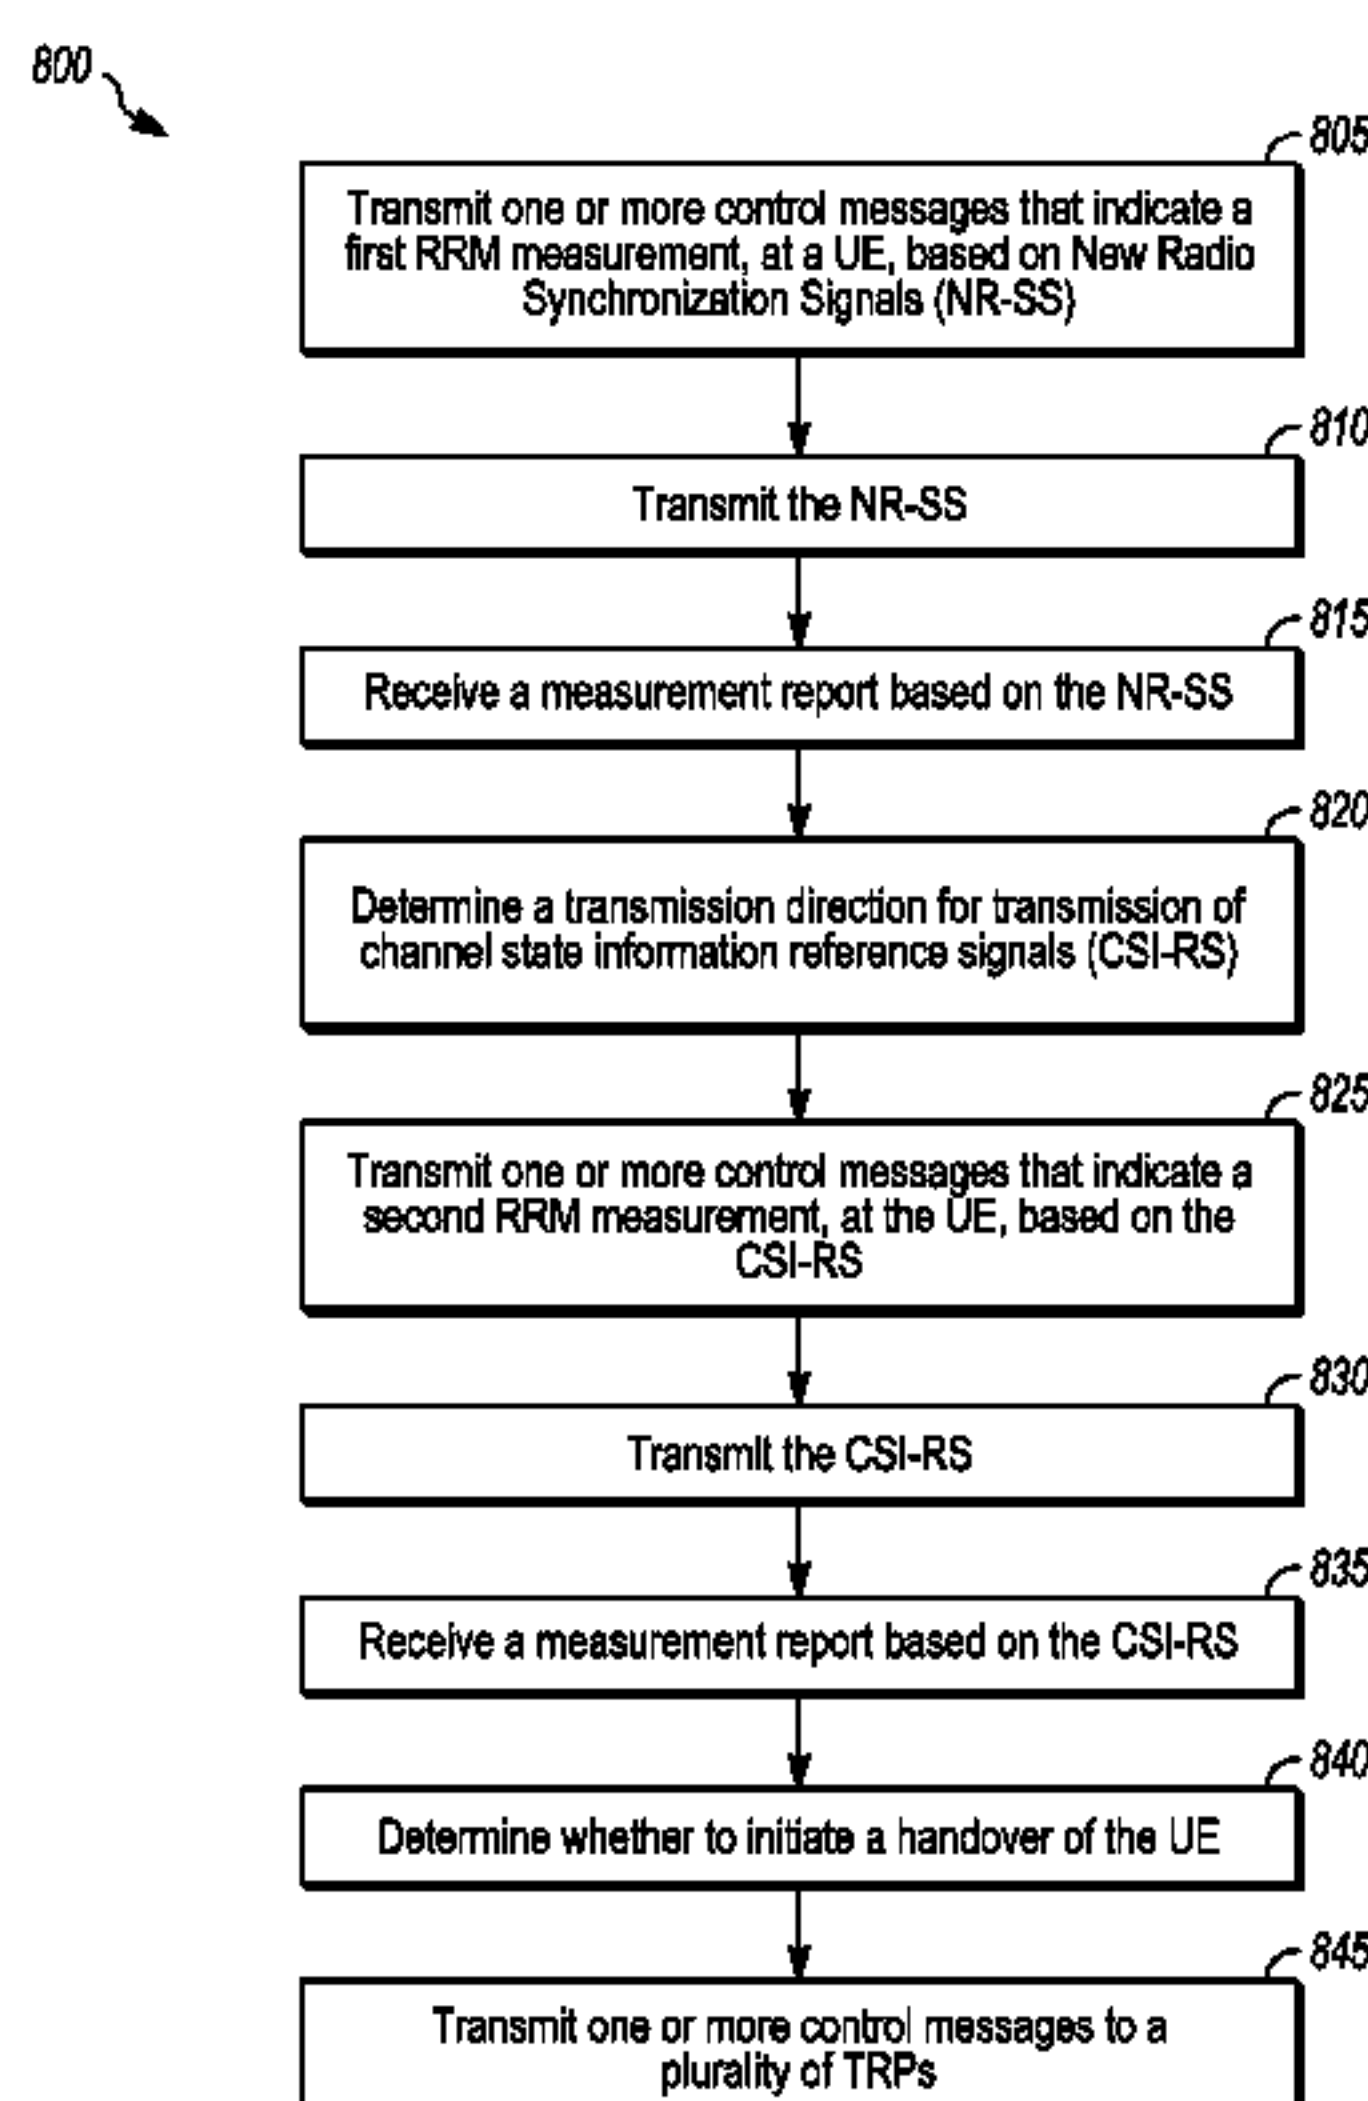 800
805
Transmit one or more control messages that indicate a
first RRM measurement, at a UE, based on New Radio
Synchronization Signals (NR-SS)
810
Transmit the NR-SS
815
Receive a measurement report based on the NR-SS
820
Determine a transmission direction for transmission of
channel state information reference signals (CSI-RS)
825
Transmit one or more control messages that indicate a
second RRM measurement, at the UE, based on the
CSI-RS
830
Transmit the CSI-RS
835
Receive a measurement report based on the CSI-RS
840
Determine whether to initiate a handover of the UE
845
Transmit one or more control messages to a
plurality of TRPs